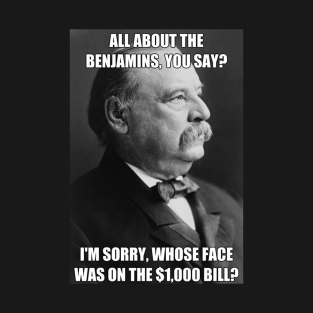 ALL ABOUT THE
BENJAMINS, YOU SAY?
I'M SORRY, WHOSE FACE
WAS ON THE $1,000 BILL?